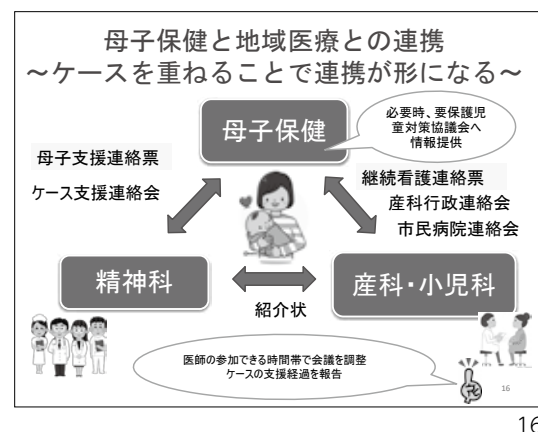 母子保健と地域医療との連携
～ケースを重ねることで連携が形になる～
母子保健
必要時、要保護児
童対策協議会へ
情報提供
母子支援連絡票
ケース支援連絡会
継続看護連絡票
産科行政連絡会
市民病院連絡会
精神科
紹介状
産科・小児科
医師の参加できる時間帯で会議を調整
ケースの支援経過を報告
16
16